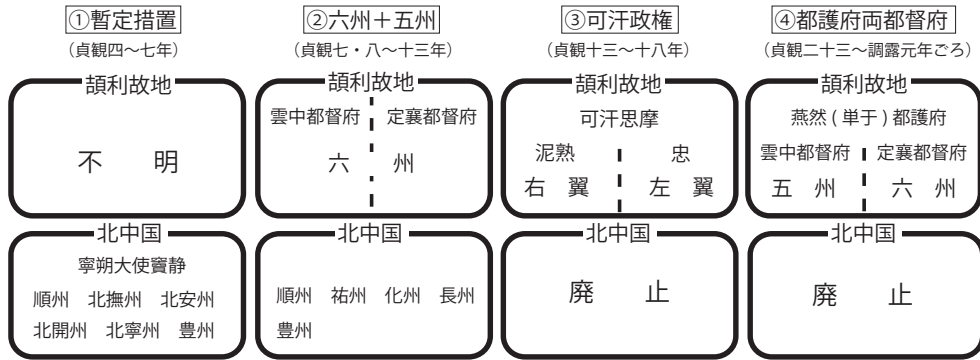 ①暫定措置
（貞観四〜七年）
頡利故地
不　明
北中国
寧朔大使竇静
順州　北撫州　北安州
北開州　北寧州　豊州
②六州＋五州
（貞観七・八〜十三年）
頡利故地
雲中都督府　定襄都督府
六　州
北中国
順州　祐州　化州　長州
豊州
③可汗政権
（貞観十三〜十八年）
頡利故地
可汗思摩
泥熟　忠
右　翼　左　翼
北中国
廃　止
④都護府両都督府
（貞観二十三〜調露元年ごろ）
頡利故地
燕然(単于)都護府
雲中都督府　定襄都督府
五　州　六　州
北中国
廃　止